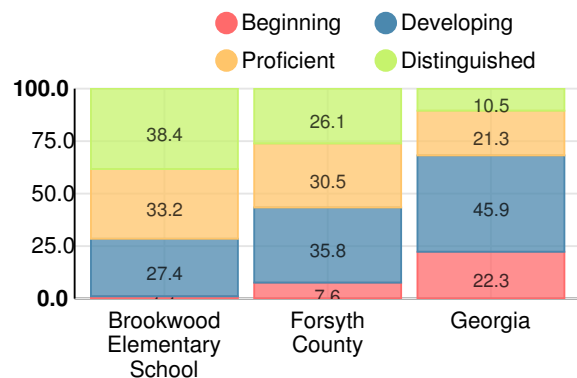 Beginning Developing
Proficient Distinguished
100.0
75.0
50.0
25.0
0.0
38.4 26.1 10.5
33.2 30.5 21.3
27.4 35.8 45.9
7.6 22.3
Brookwood Elementary School
Forsyth County
Georgia